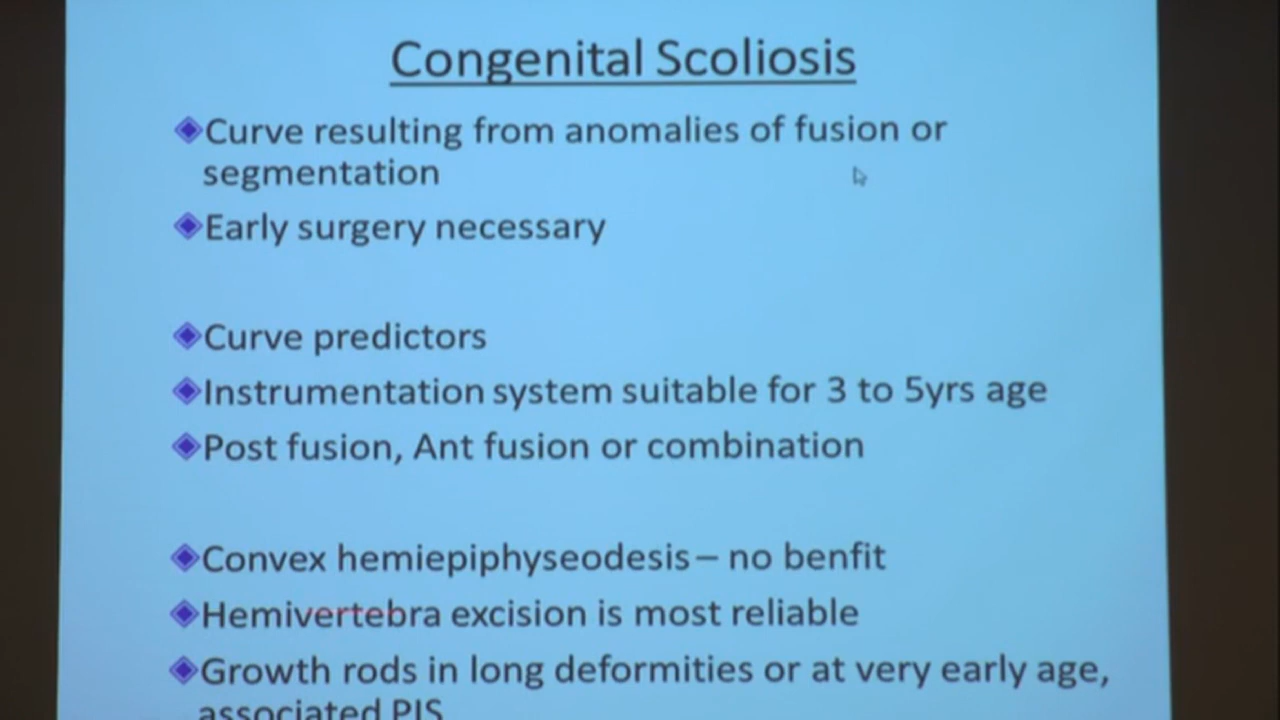 Congenital Scoliosis
Curve resulting from anomalies of fusion or
segmentation
Early surgery necessary
Curve predictors
Instrumentation system suitable for 3 to 5yrs age
Post fusion, Ant fusion or combination
Convex hemiepiphyseodesis – no benfit
Hemivertebra excision is most reliable
Growth rods in long deformities or at very early age,
associated PIS